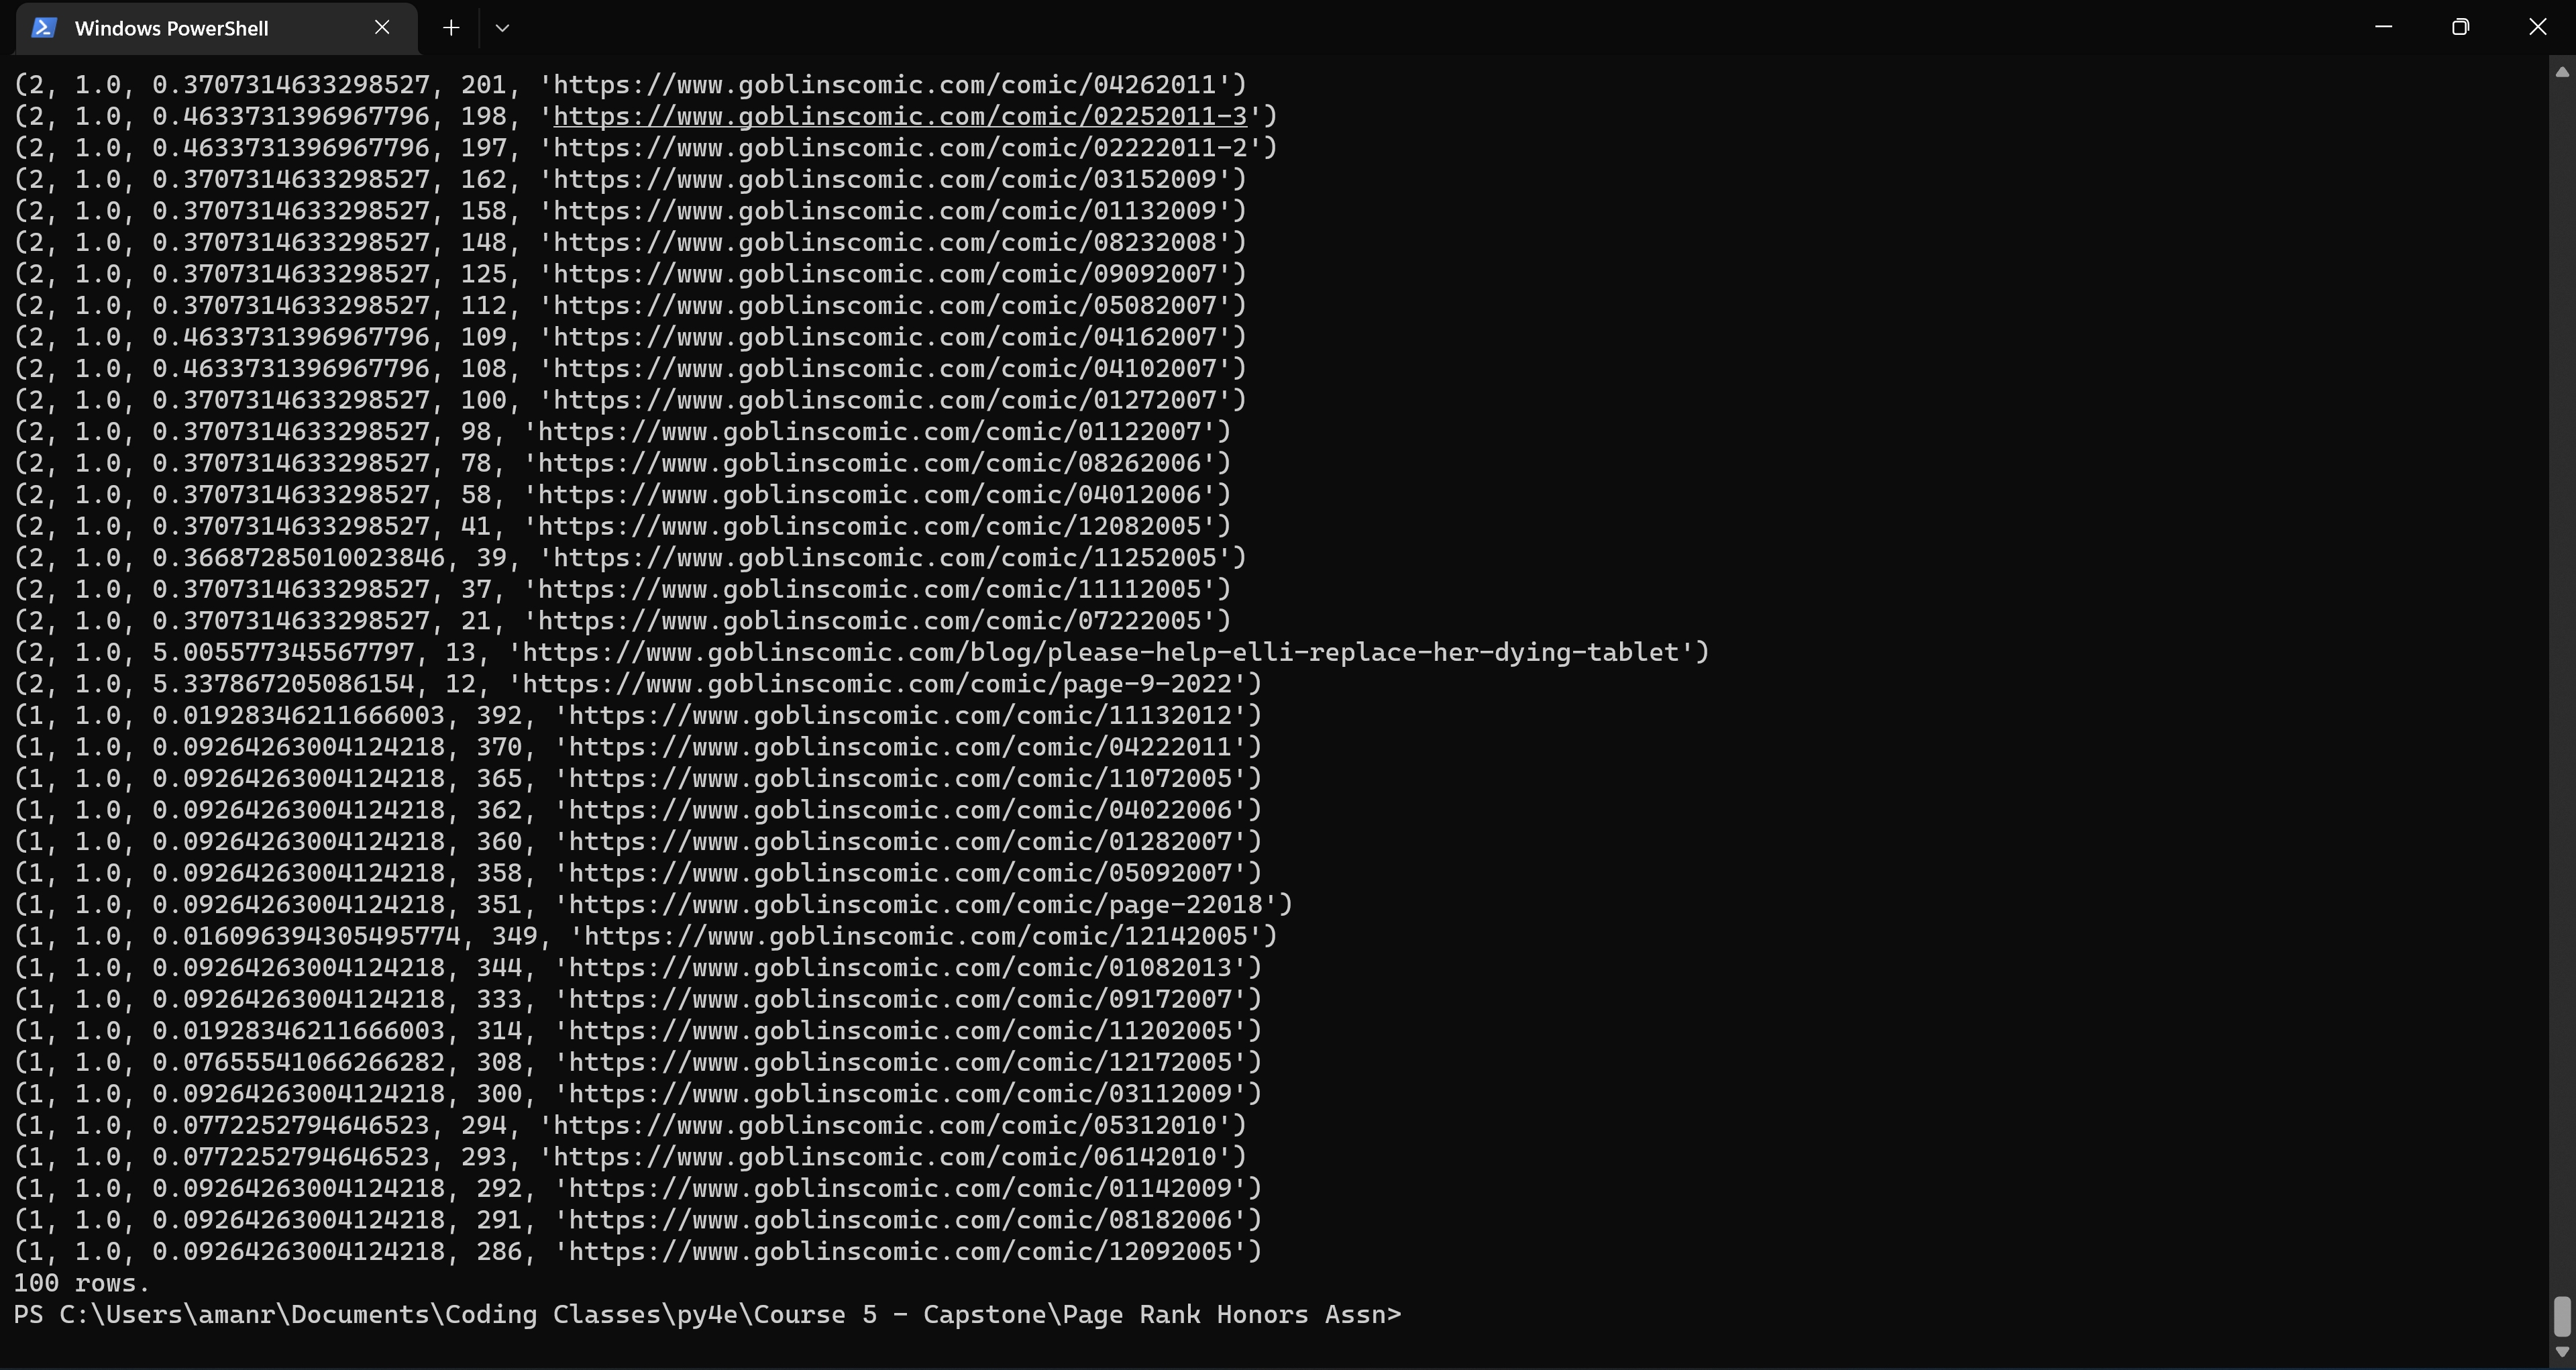 Windows PowerShell
(2, 1.0, 0.3707314633298527, 201, 'https://www.goblinscomic.com/comic/04262011')
(2, 1.0, 0.4633731396967796, 198, 'https://www.goblinscomic.com/comic/02252011-3')
(2, 1.0, 0.4633731396967796, 197, 'https://www.goblinscomic.com/comic/02222011-2')
(2, 1.0, 0.3707314633298527, 162, 'https://www.goblinscomic.com/comic/03152009')
(2, 1.0, 0.3707314633298527, 158, 'https://www.goblinscomic.com/comic/01132009')
(2, 1.0, 0.3707314633298527, 148, 'https://www.goblinscomic.com/comic/08232008')
(2, 1.0, 0.3707314633298527, 125, 'https://www.goblinscomic.com/comic/09092007')
(2, 1.0, 0.3707314633298527, 112, 'https://www.goblinscomic.com/comic/05082007')
(2, 1.0, 0.4633731396967796, 109, 'https://www.goblinscomic.com/comic/04162007')
(2, 1.0, 0.4633731396967796, 108, 'https://www.goblinscomic.com/comic/04102007')
(2, 1.0, 0.3707314633298527, 100, 'https://www.goblinscomic.com/comic/01272007')
(2, 1.0, 0.3707314633298527, 98, 'https://www.goblinscomic.com/comic/01122007')
(2, 1.0, 0.3707314633298527, 78, 'https://www.goblinscomic.com/comic/08262006')
(2, 1.0, 0.3707314633298527, 58, 'https://www.goblinscomic.com/comic/04012006')
(2, 1.0, 0.3707314633298527, 41, 'https://www.goblinscomic.com/comic/12082005')
(2, 1.0, 0.36687285010023846, 39, 'https://www.goblinscomic.com/comic/11252005')
(2, 1.0, 0.3707314633298527, 37, 'https://www.goblinscomic.com/comic/11112005')
(2, 1.0, 0.3707314633298527, 21, 'https://www.goblinscomic.com/comic/07222005')
(2, 1.0, 5.005577345567797, 13, 'https://www.goblinscomic.com/blog/please-help-elli-replace-her-dying-tablet')
(2, 1.0, 5.337867205086154, 12, 'https://www.goblinscomic.com/comic/page-9-2022')
(1, 1.0, 0.01928346211666003, 392, 'https://www.goblinscomic.com/comic/11132012')
(1, 1.0, 0.09264263004124218, 370, 'https://www.goblinscomic.com/comic/04222011')
(1, 1.0, 0.09264263004124218, 365, 'https://www.goblinscomic.com/comic/11072005')
(1, 1.0, 0.09264263004124218, 362, 'https://www.goblinscomic.com/comic/04022006')
(1, 1.0, 0.09264263004124218, 360, 'https://www.goblinscomic.com/comic/01282007')
(1, 1.0, 0.09264263004124218, 358, 'https://www.goblinscomic.com/comic/05092007')
(1, 1.0, 0.09264263004124218, 351, 'https://www.goblinscomic.com/comic/page-22018')
(1, 1.0, 0.016096394305495774, 349, 'https://www.goblinscomic.com/comic/12142005')
(1, 1.0, 0.09264263004124218, 344, 'https://www.goblinscomic.com/comic/01082013')
(1, 1.0, 0.09264263004124218, 333, 'https://www.goblinscomic.com/comic/09172007')
(1, 1.0, 0.01928346211666003, 314, 'https://www.goblinscomic.com/comic/11202005')
(1, 1.0, 0.07655541066266282, 308, 'https://www.goblinscomic.com/comic/12172005')
(1, 1.0, 0.09264263004124218, 300, 'https://www.goblinscomic.com/comic/03112009')
(1, 1.0, 0.0772252794646523, 294, 'https://www.goblinscomic.com/comic/05312010')
(1, 1.0, 0.0772252794646523, 293, 'https://www.goblinscomic.com/comic/06142010')
(1, 1.0, 0.09264263004124218, 292, 'https://www.goblinscomic.com/comic/01142009')
(1, 1.0, 0.09264263004124218, 291, 'https://www.goblinscomic.com/comic/08182006')
(1, 1.0, 0.09264263004124218, 286, 'https://www.goblinscomic.com/comic/12092005')
100 rows.
PS C:\Users\amanr\Documents\Coding Classes\py4e\Course 5 - Capstone\Page Rank Honors Assn>